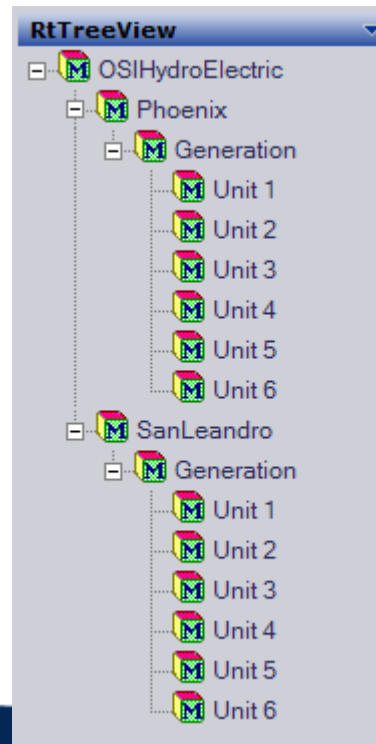 RtTreeView
OSIHydroElectric
Phoenix
Generation
Unit 1
Unit 2
Unit 3
Unit 4
Unit 5
Unit 6
SanLeandro
Generation
Unit 1
Unit 2
Unit 3
Unit 4
Unit 5
Unit 6